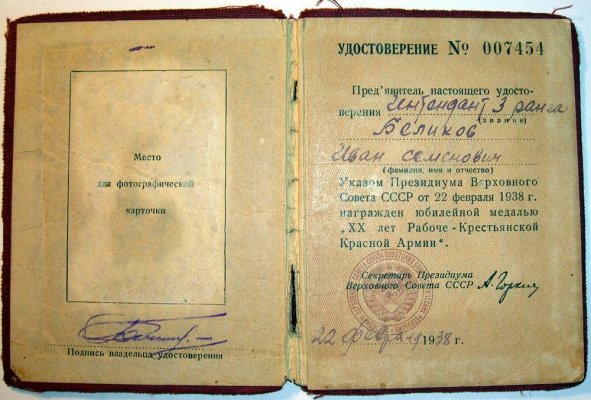 Место
для фотографической
карточки
Подпись владельца удостоверения
УДОСТОВЕРЕНИЕ № 007454
Пред'явитель настоящего удосто-
верения Интендант 3 ранга
(звание)
Беликов
Иван Семенович
(фамилия, имя и отчество)
Указом Президиума Верховного
Совета СССР от 22 февраля 1938 г.
награжден юбилейной медалью
„XX лет Рабоче-Крестьянской
Красной Армии“.
Секретарь Президиума
Верховного Совета СССР А. Горкин
22 февраля 1938 г.